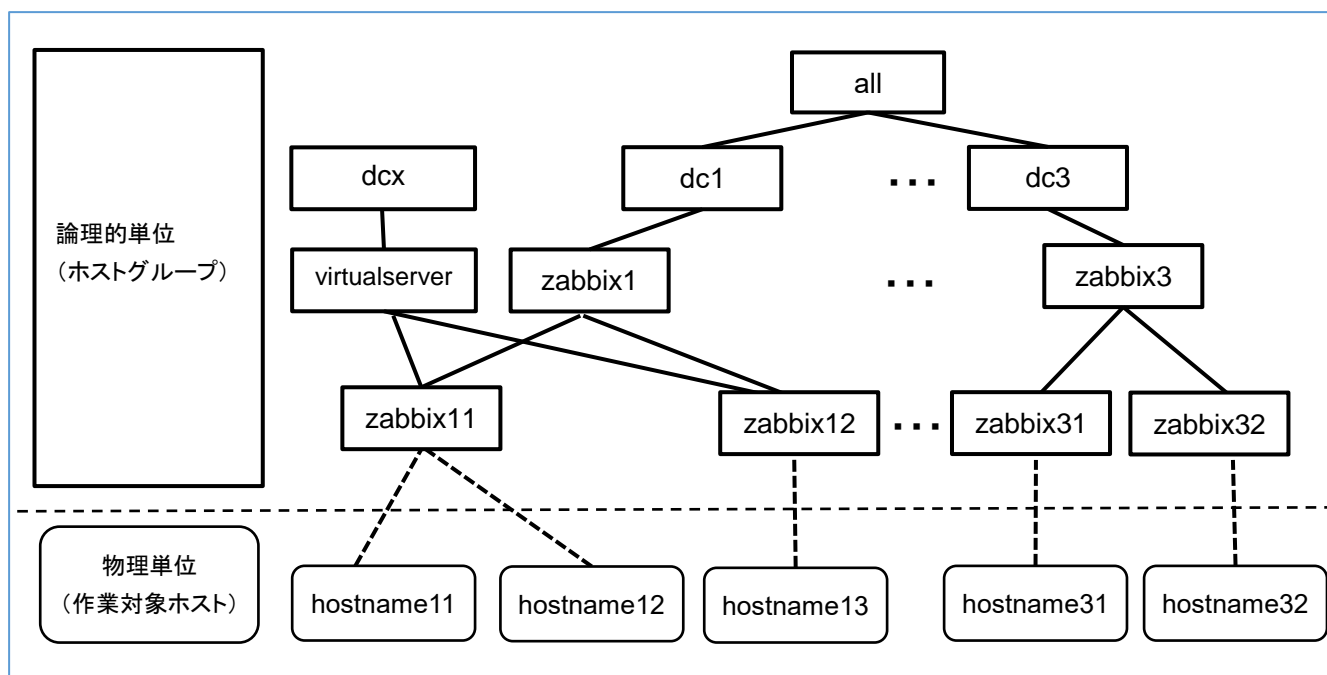 all
dcx
dc1
...
dc3
論理的単位
（ホストグループ）
virtualserver
zabbix1
...
zabbix3
zabbix11
zabbix12
...
zabbix31
zabbix32
物理単位
（作業対象ホスト）
hostname11
hostname12
hostname13
hostname31
hostname32